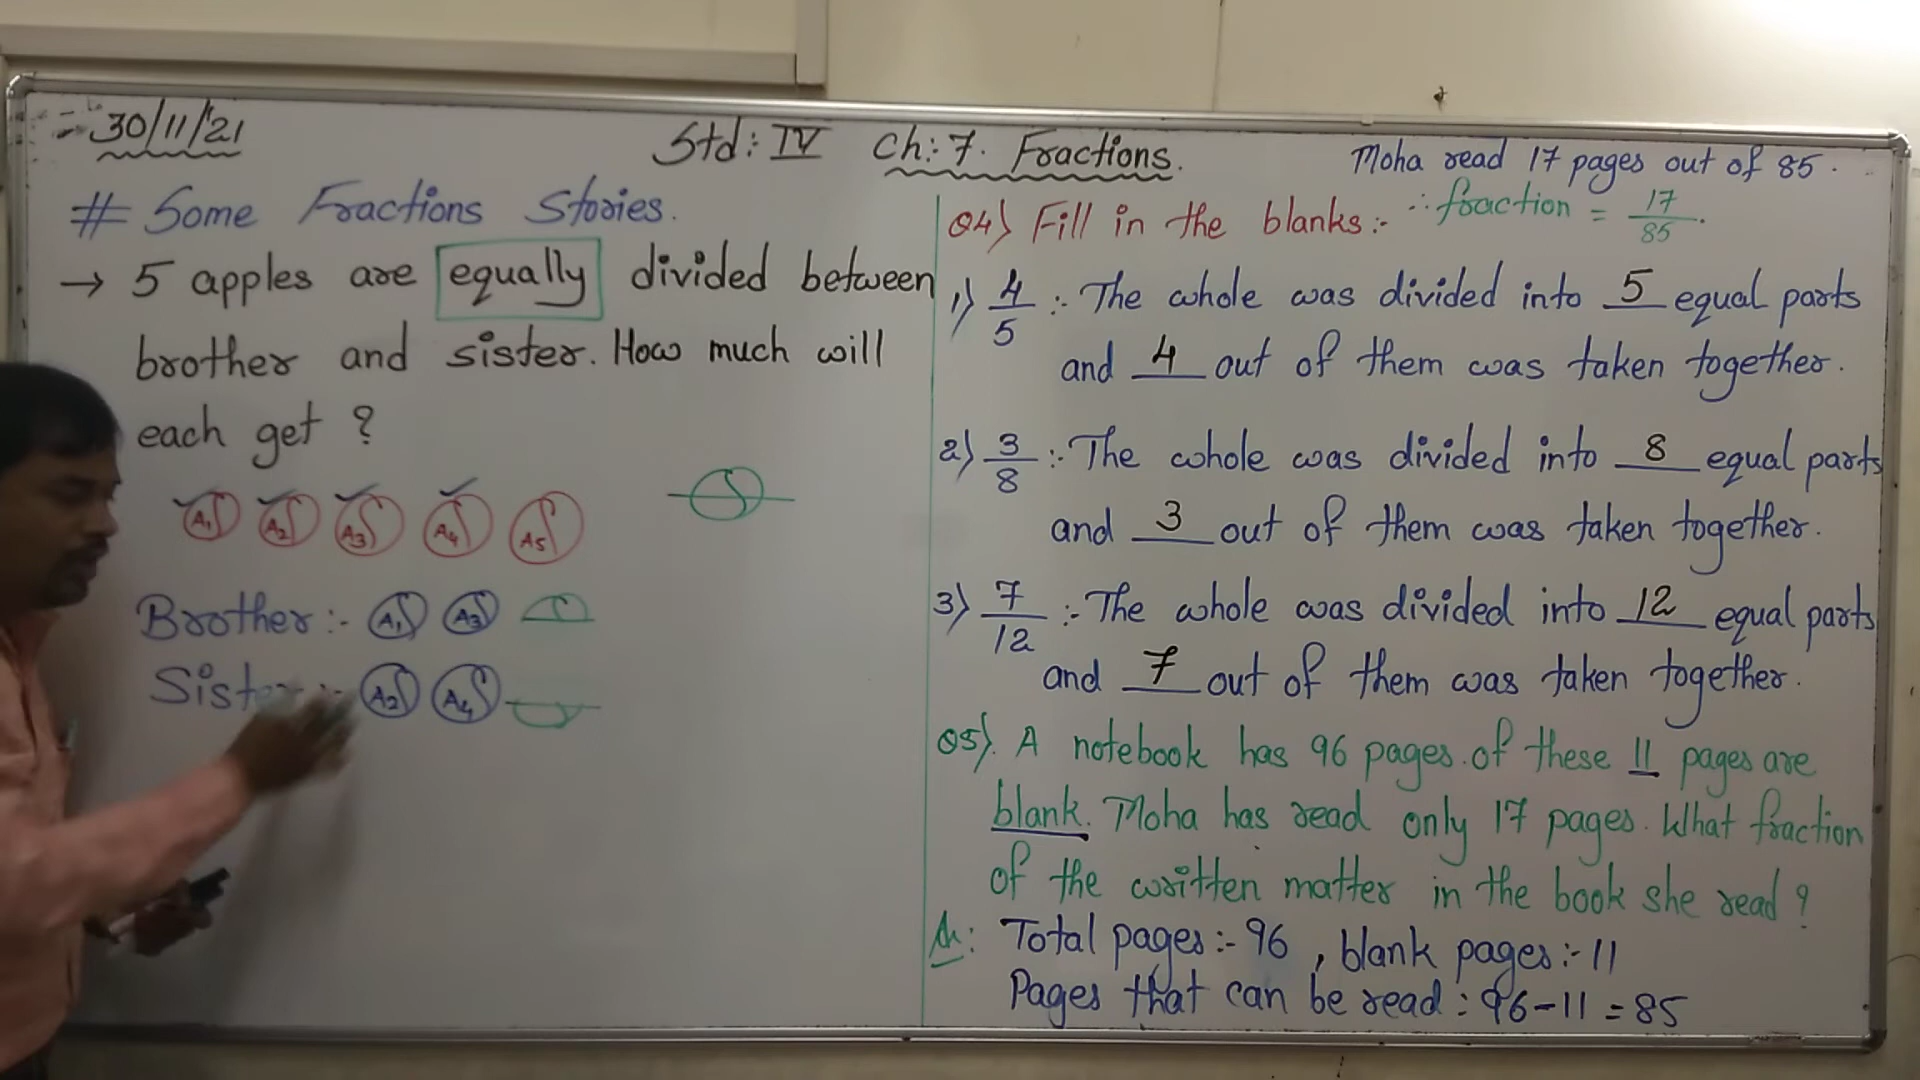 30/11/21
Std: IV Ch: 7. Fractions.
# Some Fractions Stories.
→ 5 apples are equally divided between
brother and sister. How much will
each get ?
A1 A2 A3 A4 A5
Brother :- A1 A3
Sister :- A2 A4
Moha read 17 pages out of 85.
∴ fraction = 17/85.
Q4) Fill in the blanks :-
1) 4/5 :- The whole was divided into 5 equal parts
and 4 out of them was taken together.
2) 3/8 :- The whole was divided into 8 equal parts
and 3 out of them was taken together.
3) 7/12 :- The whole was divided into 12 equal parts
and 7 out of them was taken together.
Q5). A notebook has 96 pages. of these 11 pages are
blank. Moha has read only 17 pages. What fraction
of the written matter in the book she read ?
A: Total pages :- 96 , blank pages :- 11
Pages that can be read : 96-11 = 85